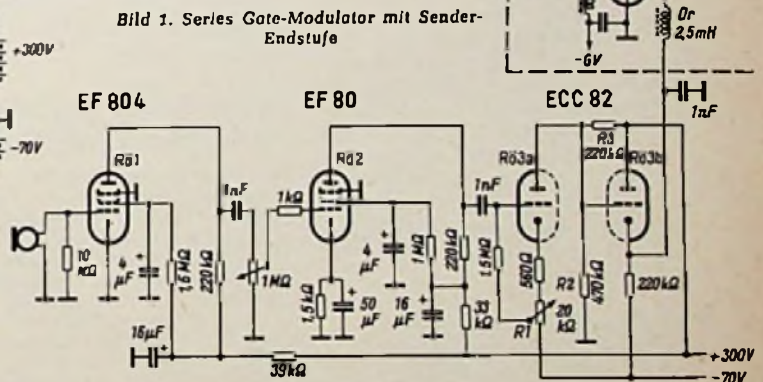 Bild 1. Series Gate-Modulator mit Sender-
Endstufe
-6V
Dr
2,5mH
1nF
+300V
-70V
EF 804
EF 80
ECC 82
Rö1
Rö2
Rö3a
Rö3b
R3
220kΩ
1nF
1kΩ
1nF
10
MΩ
4
μF
1,6 MΩ
220kΩ
1MΩ
1,5kΩ
50
μF
4
μF
16
μF
1MΩ
220kΩ
kΩ
1,5MΩ
560Ω
R1
20
kΩ
R2
470kΩ
220kΩ
16μF
39kΩ
+300V
-70V